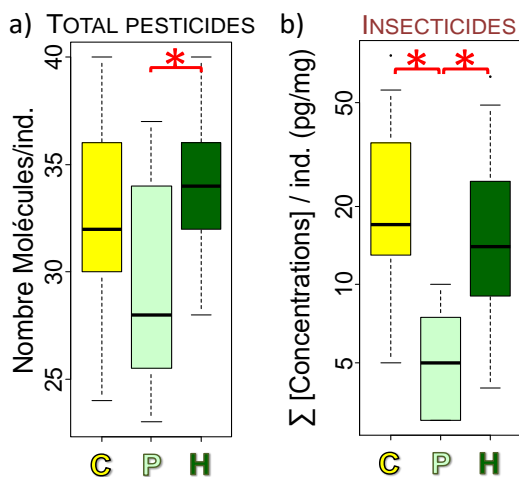 a) TOTAL PESTICIDES
Nombre Molécules/ind.
40
35
30
25
*
C P H
b) INSECTICIDES
Σ [Concentrations] / ind. (pg/mg)
50
20
10
5
* *
C P H